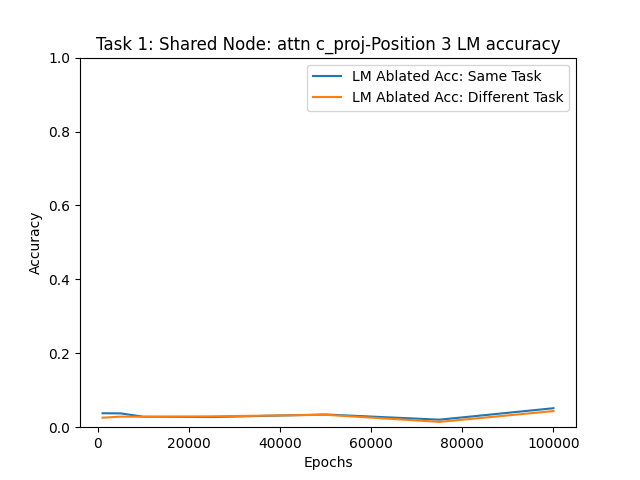 Task 1: Shared Node: attn c_proj-Position 3 LM accuracy
LM Ablated Acc: Same Task
LM Ablated Acc: Different Task
Accuracy
1.0
0.8
0.6
0.4
0.2
0.0
0
20000
40000
60000
80000
100000
Epochs